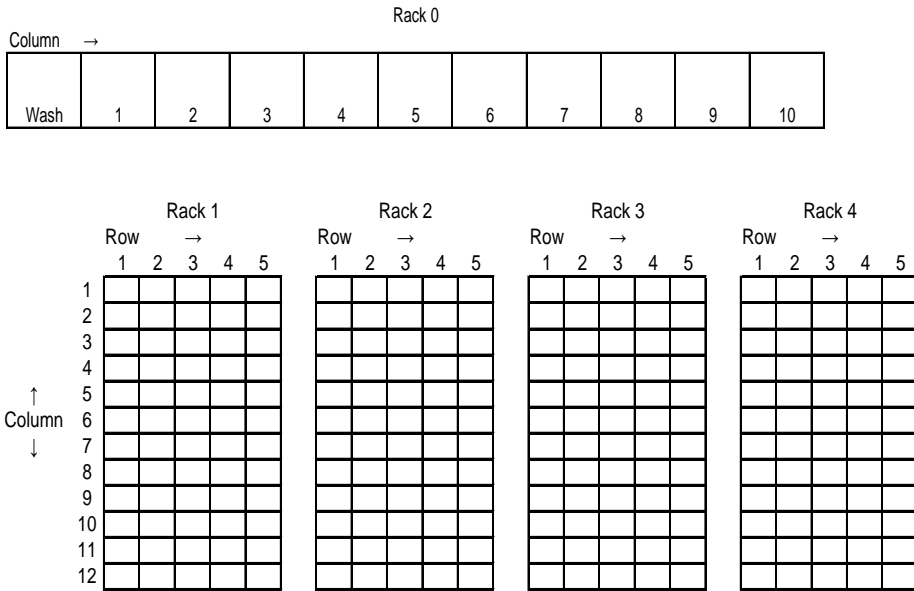 Rack 0
Column →
Wash 1 2 3 4 5 6 7 8 9 10
Rack 1 Rack 2 Rack 3 Rack 4
Row → Row → Row → Row →
1 2 3 4 5 1 2 3 4 5 1 2 3 4 5 1 2 3 4 5
1
2
3
4
↑ 5
Column 6
↓ 7
8
9
10
11
12